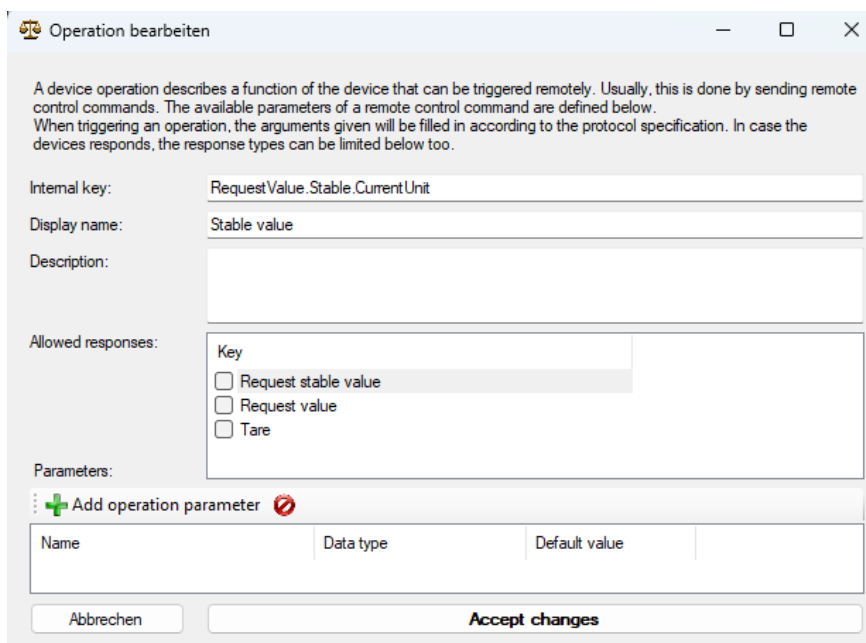 Operation bearbeiten
A device operation describes a function of the device that can be triggered remotely. Usually, this is done by sending remote
control commands. The available parameters of a remote control command are defined below.
When triggering an operation, the arguments given will be filled in according to the protocol specification. In case the
devices responds, the response types can be limited below too.
Internal key: RequestValue.Stable.CurrentUnit
Display name: Stable value
Description:
Allowed responses:
Key
Request stable value
Request value
Tare
Parameters:
Add operation parameter
Name Data type Default value
Abbrechen Accept changes